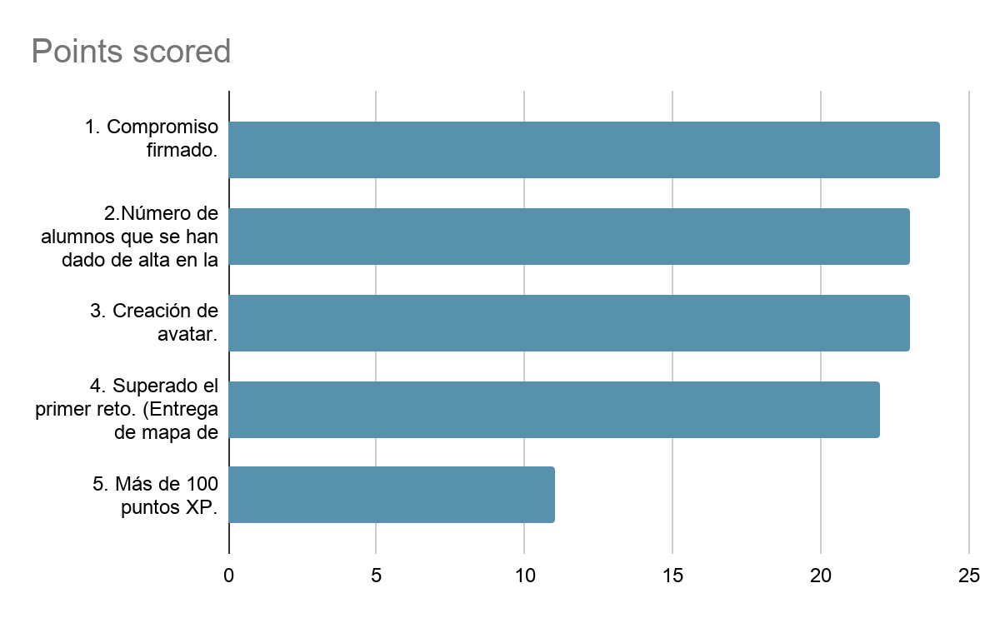 Points scored
1. Compromiso
firmado.
2.Número de
alumnos que se han
dado de alta en la
3. Creación de
avatar.
4. Superado el
primer reto. (Entrega
de mapa de
5. Más de 100
puntos XP.
0 5 10 15 20 25